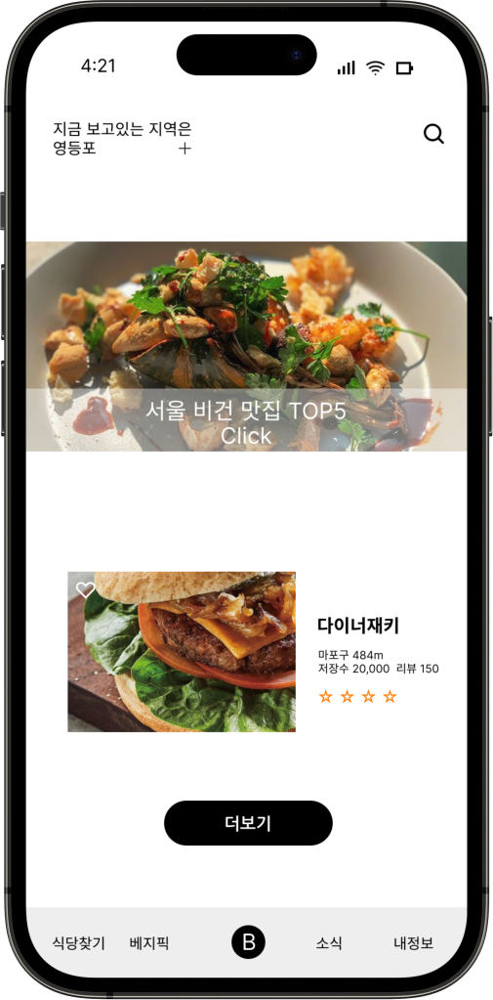 4:21
지금 보고있는 지역은
영등포 +
서울 비건 맛집 TOP5
Click
다이너재키
마포구 484m
저장수 20,000 리뷰 150
더보기
식당찾기 베지픽 B 소식 내정보